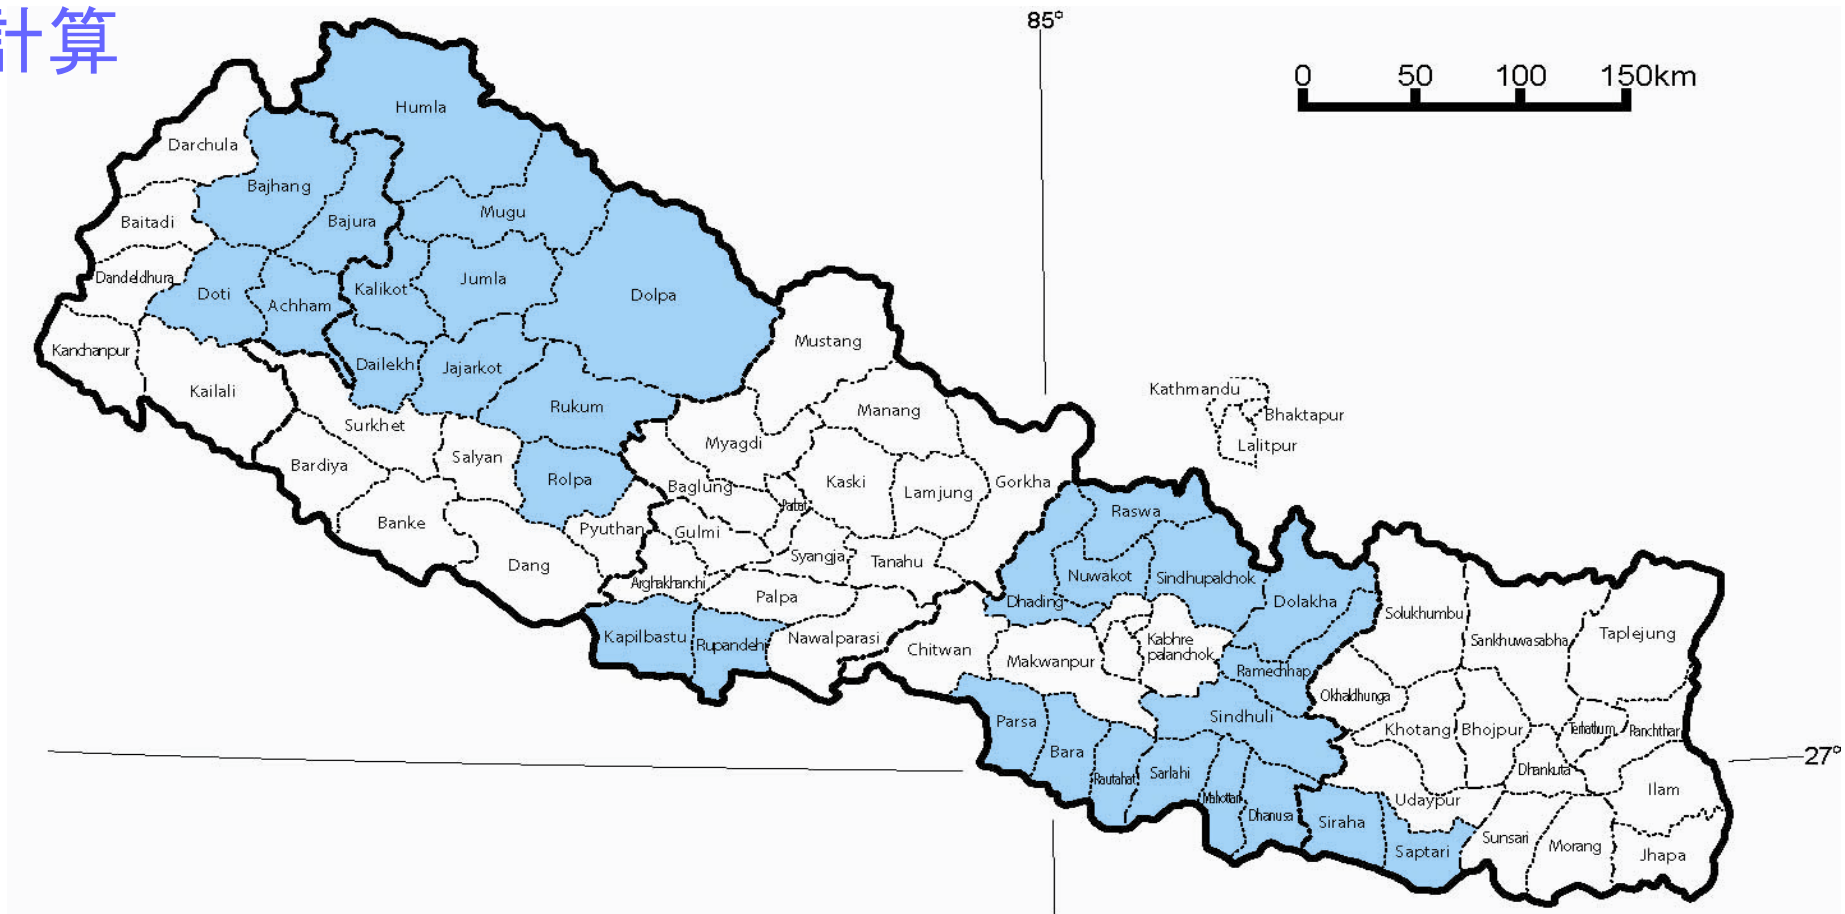 計算
85°
0 50 100 150km
Humla
Darchula
Bajhang
Mugu
Baitadi
Bajura
Dandeldhura
Jumla
Kalikot
Doti
Dolpa
Achham
Mustang
Kanchanpur
Dailekh
Jajarkot
Kailali
Kathmandu
Rukum
Manang
Bhaktapur
Surkhet
Myagdi
Lalitpur
Salyan
Bardiya
Rolpa
Kaski
Gorkha
Baglung
Lamjung
Parbat
Raswa
Banke
Pyuthan
Gulmi
Syangja
Tanahu
Dang
Nuwakot
Sindhupalchok
Arghakhanchi
Palpa
Dhading
Dolakha
Solukhumbu
Kapilbastu
Rupandehi
Nawalparasi
Kabhre
palanchok
Sankhuwasabha
Taplejung
Chitwan
Makwanpur
Ramechhap
Okhaldhunga
Parsa
Sindhuli
Khotang
Bhojpur
Terhathum
Panchthar
Bara
27°
Rautahat
Sarlahi
Dhankuta
Mahottari
Udaypur
Ilam
Dhanusa
Siraha
Sunsari
Saptari
Morang
Jhapa